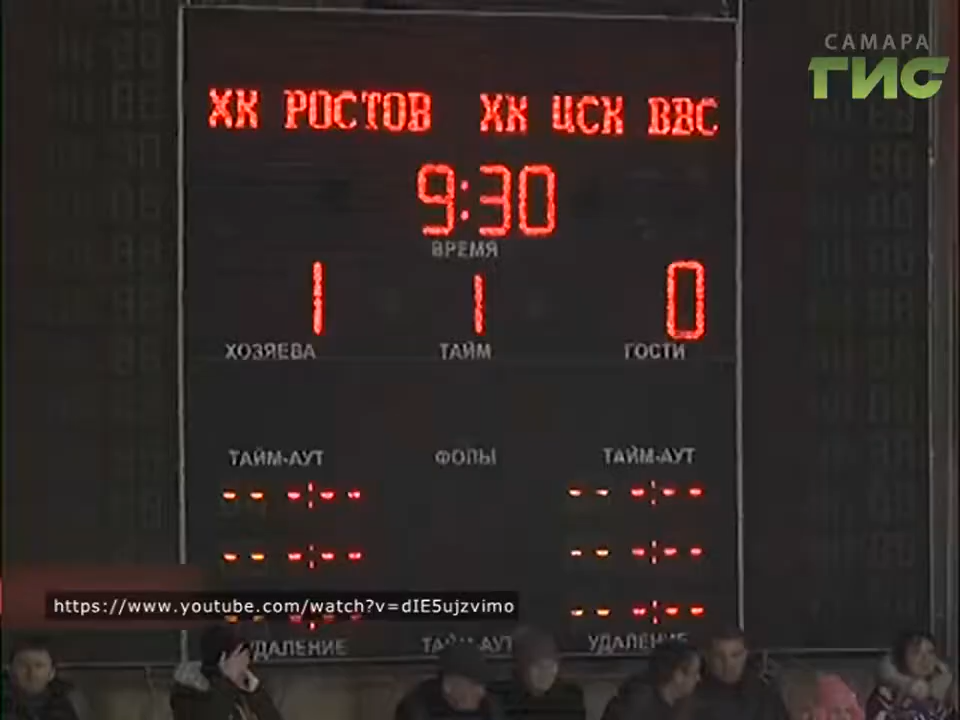 САМАРА
ГИС
ХК РОСТОВ ХК ЦСК ВВС
9:30
ВРЕМЯ
1 1 0
ХОЗЯЕВА ТАЙМ ГОСТИ
ТАЙМ-АУТ ФОЛЫ ТАЙМ-АУТ
-- -:--  -- -:--
-- -:--  -- -:--
https://www.youtube.com/watch?v=dIE5ujzvimo
-- -:--
УДАЛЕНИЕ ТАЙМ-АУТ УДАЛЕНИЕ